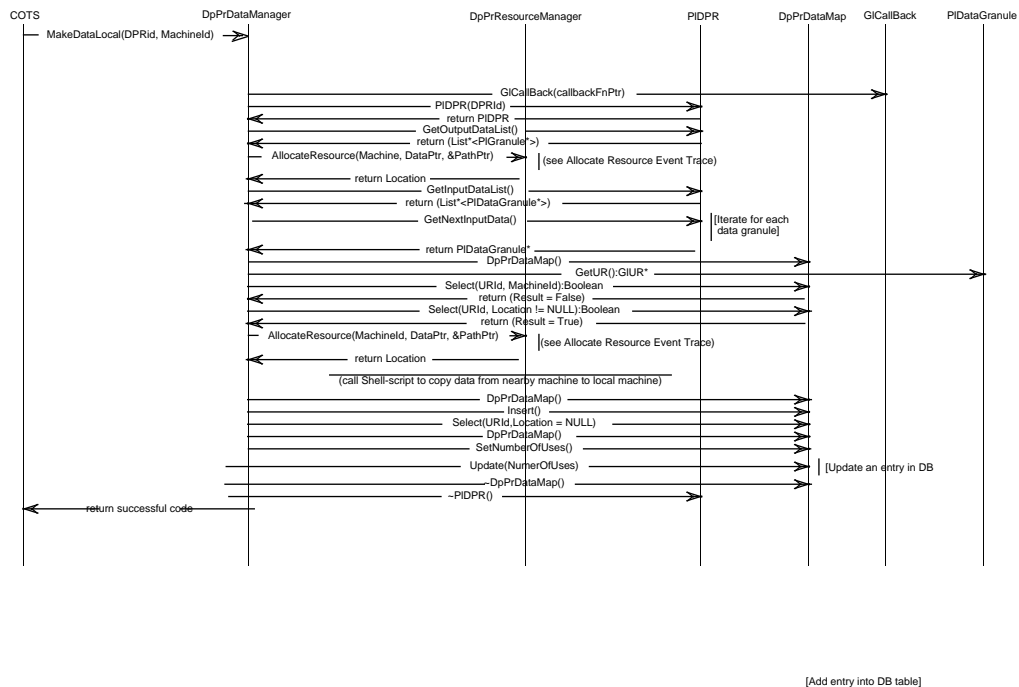 COTS
DpPrDataManager
DpPrResourceManager
PlDPR
DpPrDataMap
GlCallBack
PlDataGranule
MakeDataLocal(DPRid, MachineId)
GlCallBack(callbackFnPtr)
PlDPR(DPRId)
return PlDPR
GetOutputDataList()
return (List*<PlGranule*>)
AllocateResource(Machine, DataPtr, &PathPtr)
(see Allocate Resource Event Trace)
return Location
GetInputDataList()
return (List*<PlDataGranule*>)
GetNextInputData()
[Iterate for each
data granule]
return PlDataGranule*
DpPrDataMap()
GetUR():GlUR*
Select(URId, MachineId):Boolean
return (Result = False)
Select(URId, Location != NULL):Boolean
return (Result = True)
AllocateResource(MachineId, DataPtr, &PathPtr)
(see Allocate Resource Event Trace)
return Location
(call Shell-script to copy data from nearby machine to local machine)
DpPrDataMap()
Insert()
Select(URId,Location = NULL)
DpPrDataMap()
SetNumberOfUses()
Update(NumerOfUses)
[Update an entry in DB
~DpPrDataMap()
~PlDPR()
return successful code
[Add entry into DB table]